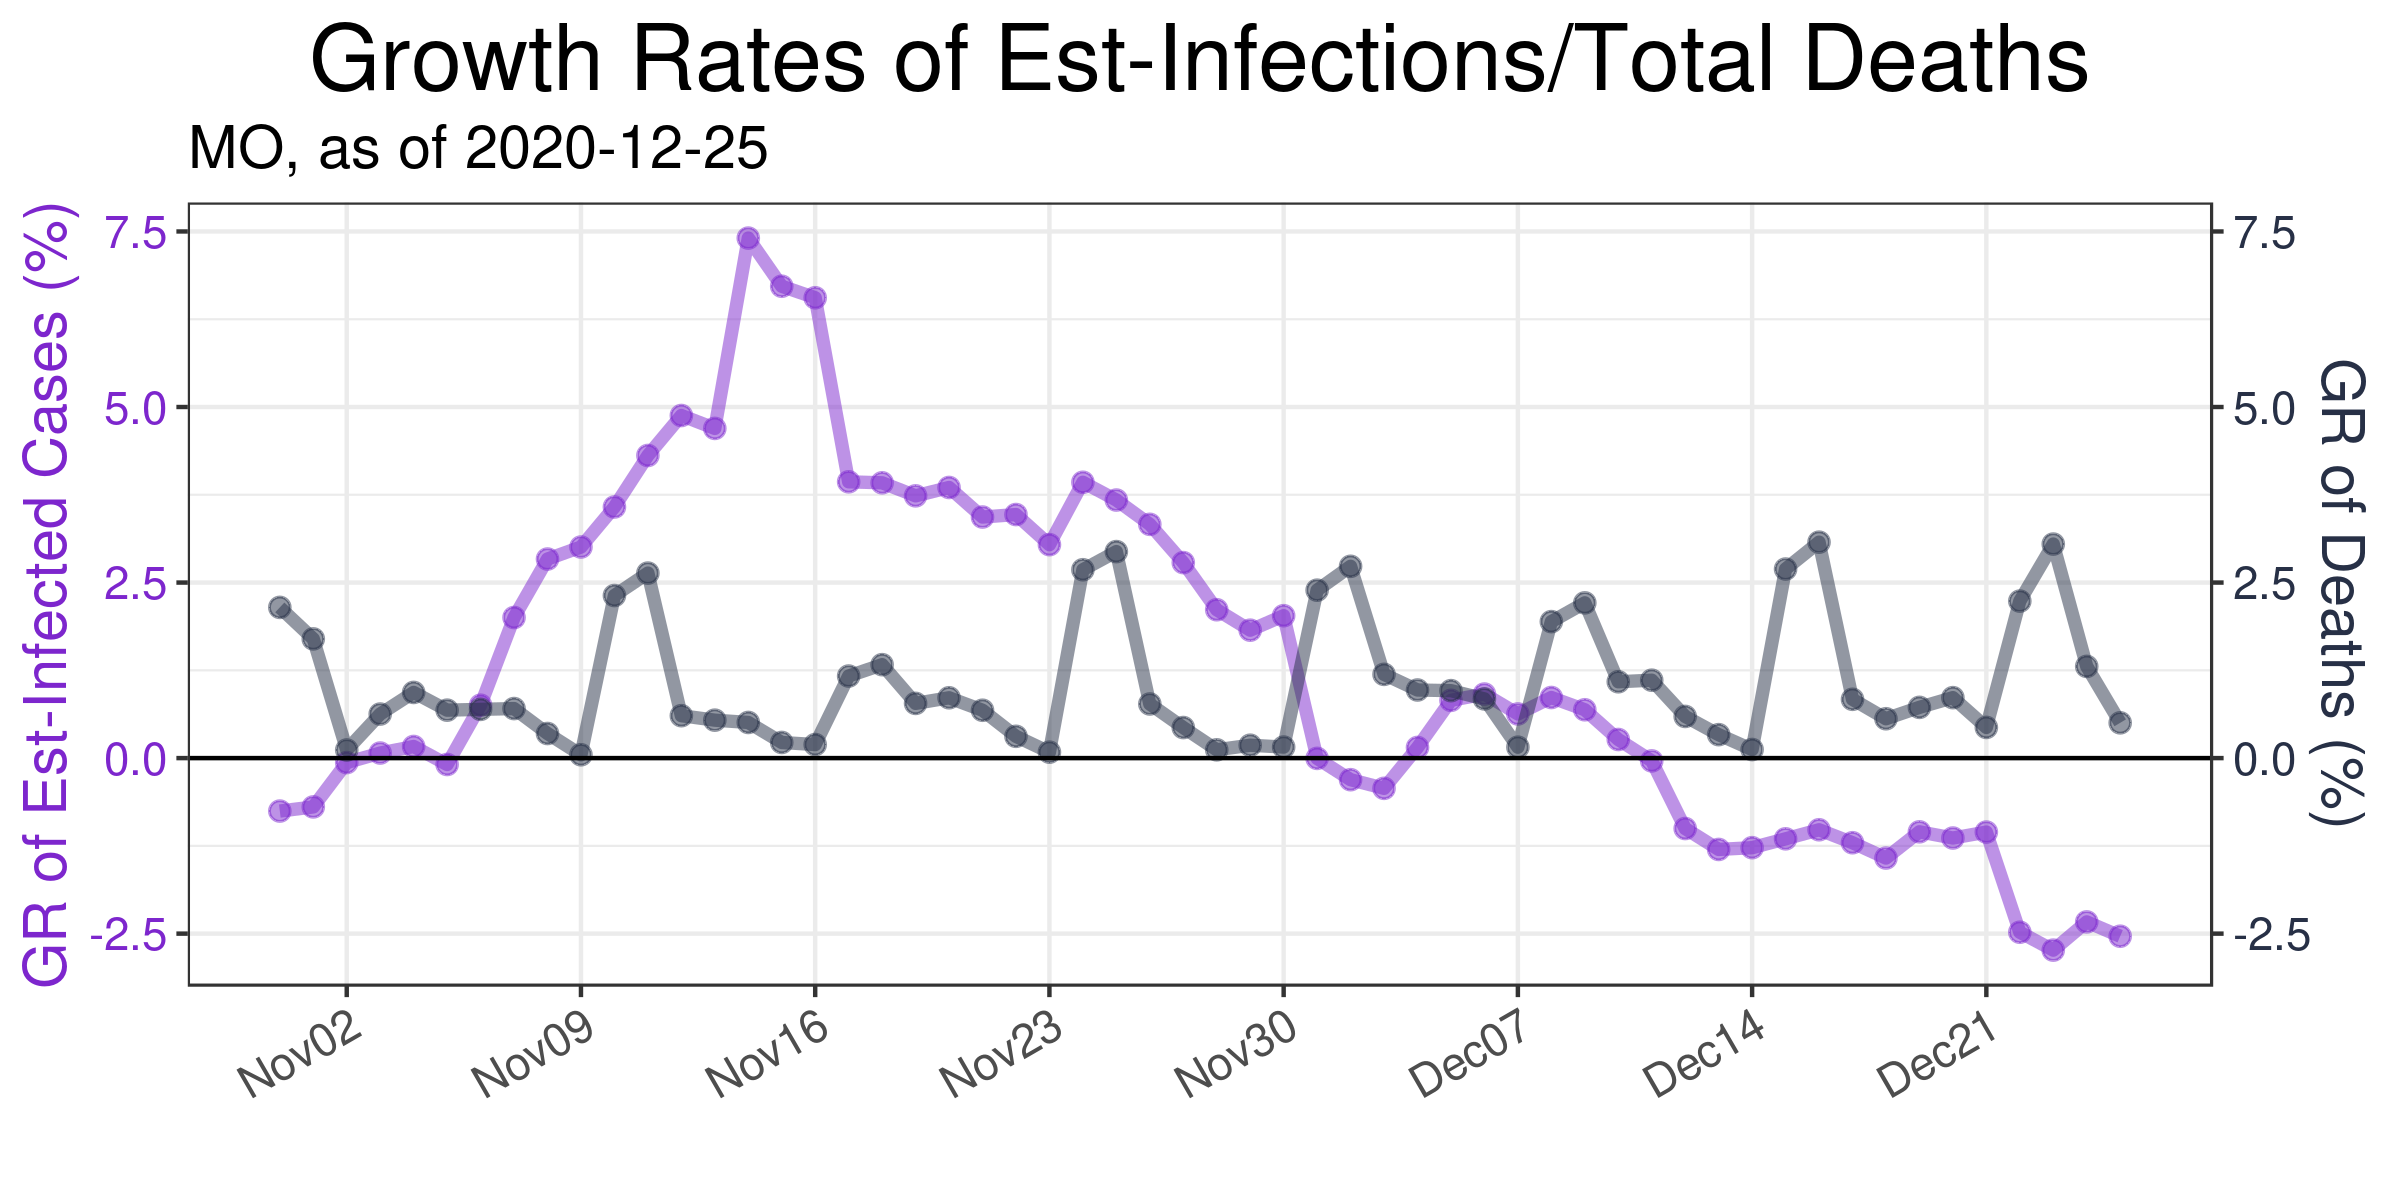 Growth Rates of Est-Infections/Total Deaths
MO, as of 2020-12-25
GR of Est-Infected Cases (%)
7.5
5.0
2.5
0.0
-2.5
7.5
5.0
2.5
0.0
-2.5
GR of Deaths (%)
Nov02
Nov09
Nov16
Nov23
Nov30
Dec07
Dec14
Dec21